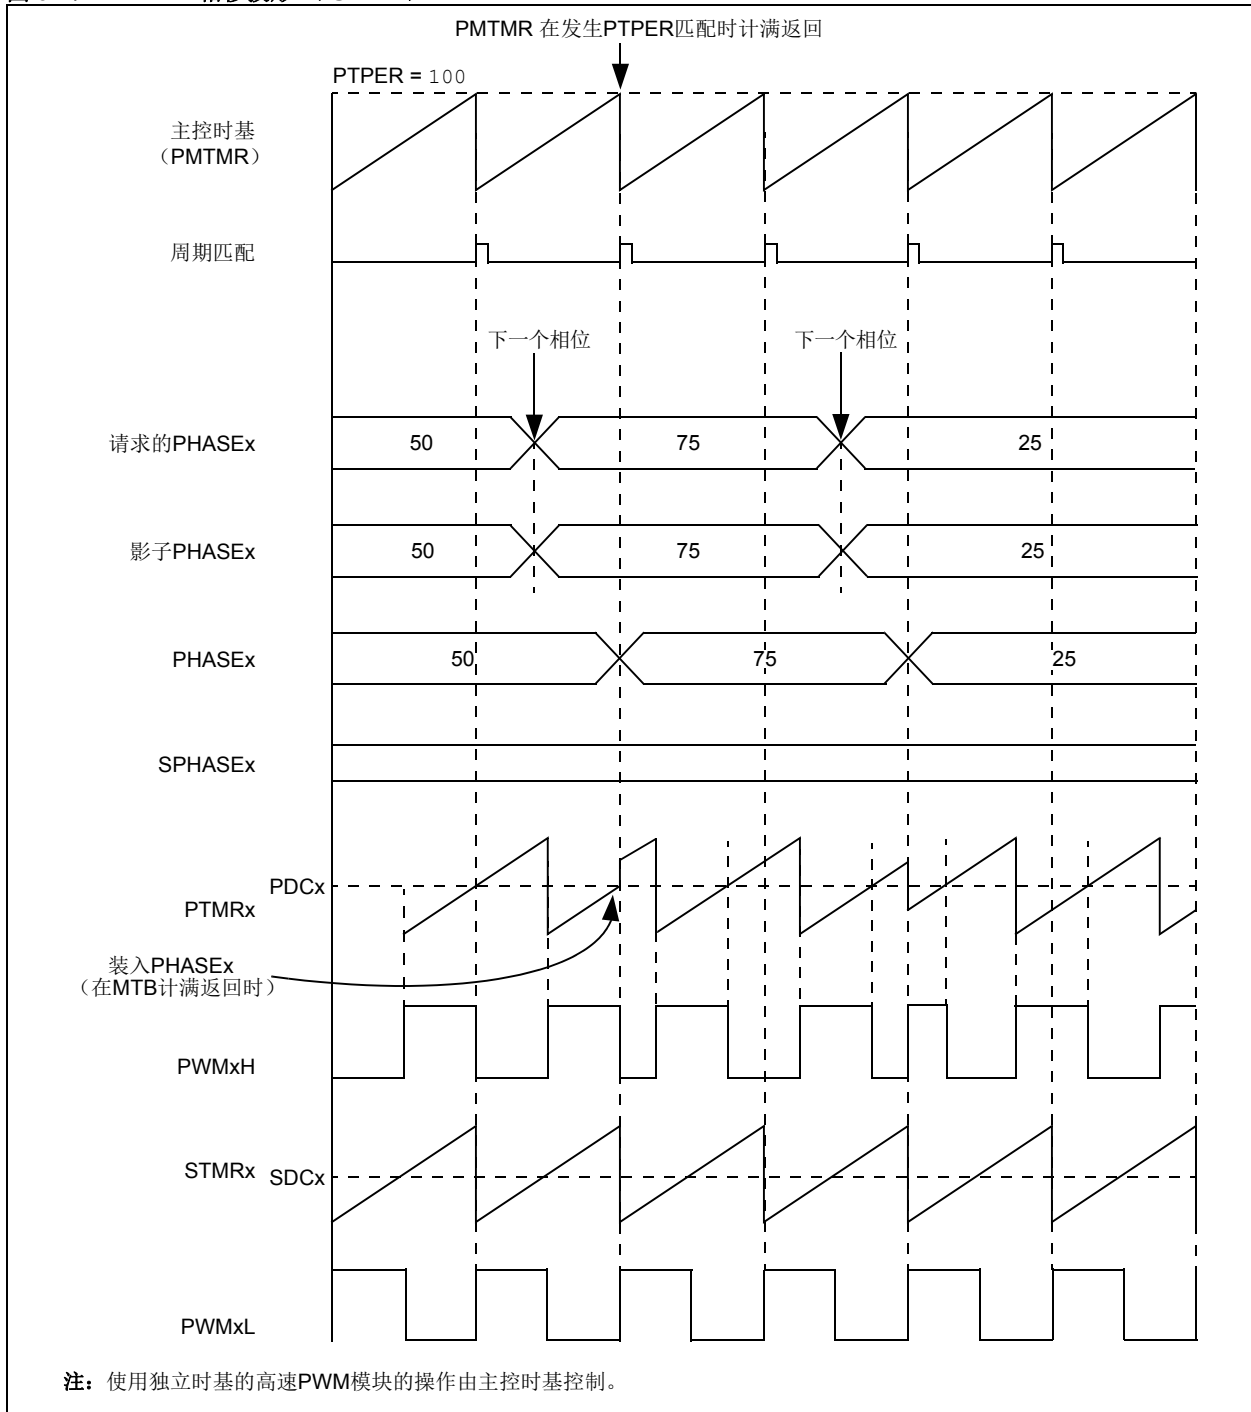 PMTMR 在发生PTPER匹配时计满返回
PTPER = 100
主控时基
（PMTMR）
周期匹配
下一个相位 下一个相位
请求的PHASEx 50 75 25
影子PHASEx 50 75 25
PHASEx 50 75 25
SPHASEx
PDCx
PTMRx
装入PHASEx
（在MTB计满返回时）
PWMxH
STMRx SDCx
PWMxL
注：使用独立时基的高速PWM模块的操作由主控时基控制。